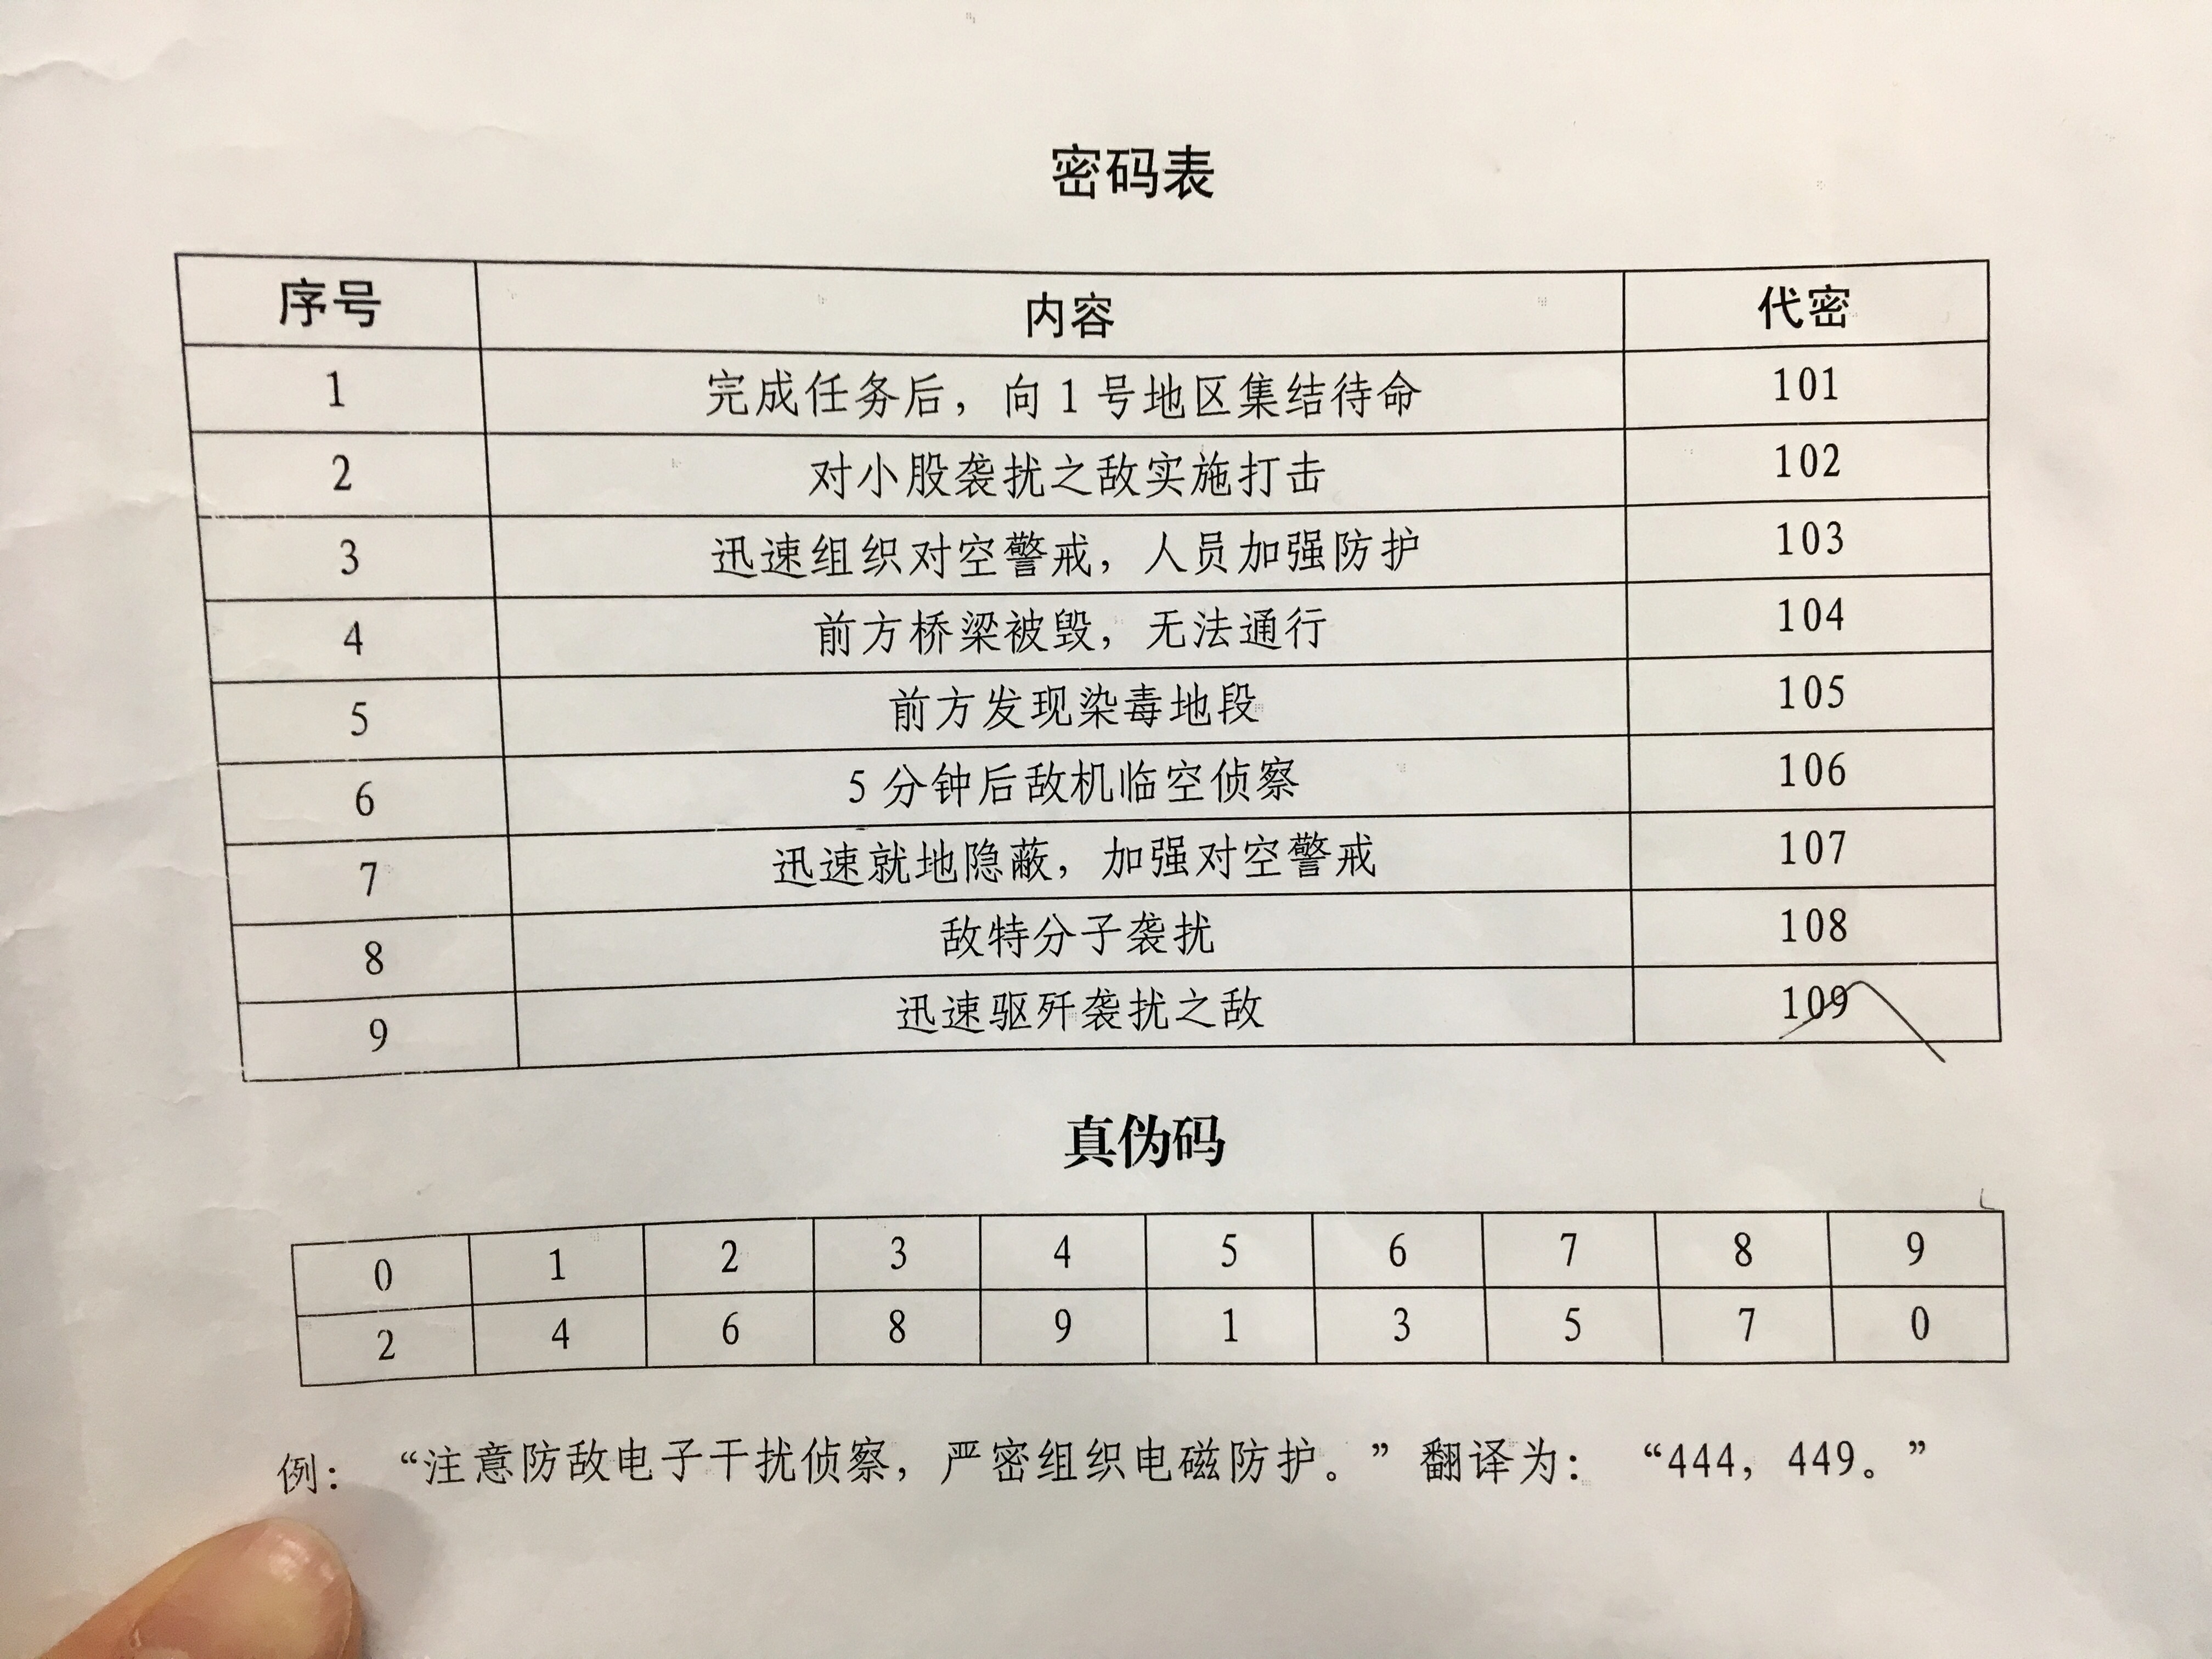 密码表
序号 内容 代密
1 完成任务后，向1号地区集结待命 101
2 对小股袭扰之敌实施打击 102
3 迅速组织对空警戒，人员加强防护 103
4 前方桥梁被毁，无法通行 104
5 前方发现染毒地段 105
6 5分钟后敌机临空侦察 106
7 迅速就地隐蔽，加强对空警戒 107
8 敌特分子袭扰 108
9 迅速驱歼袭扰之敌 109
真伪码
0 1 2 3 4 5 6 7 8 9
2 4 6 8 9 1 3 5 7 0
例： “注意防敌电子干扰侦察，严密组织电磁防护。”翻译为： “444，449。”